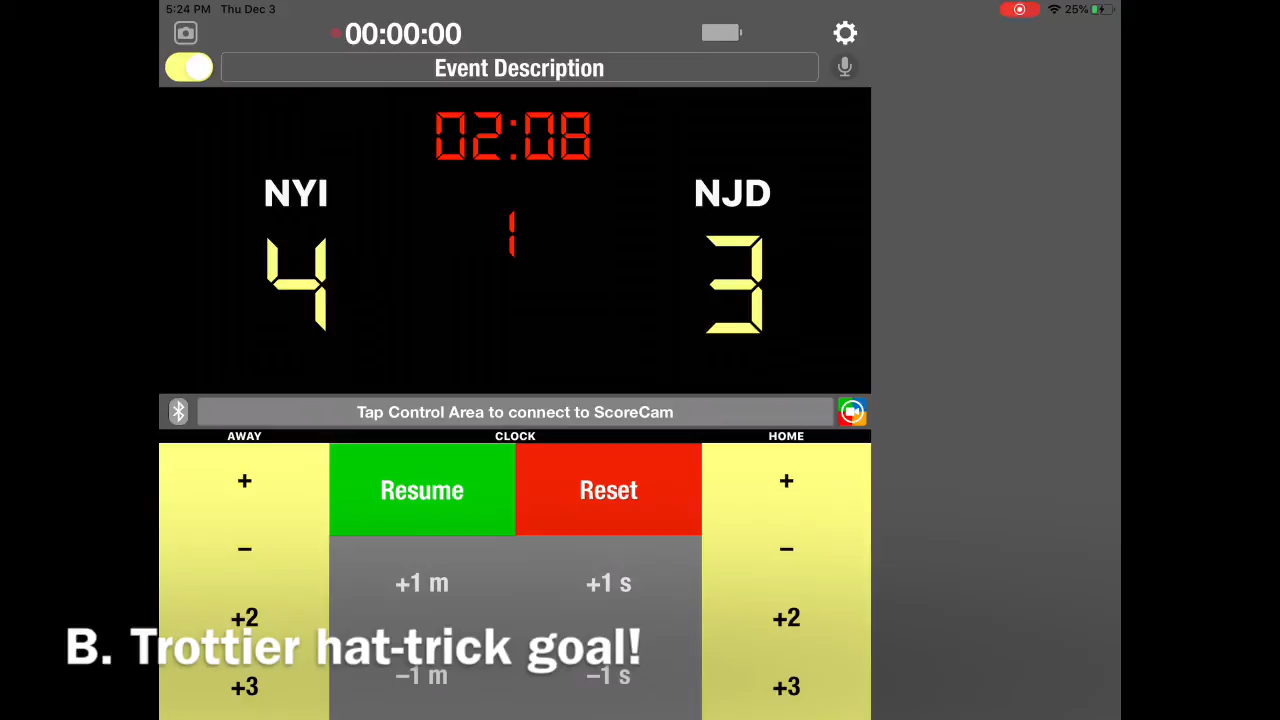 5:24 PM Thu Dec 3
25%
00:00:00
Event Description
02:08
NYI
NJD
1
4
3
Tap Control Area to connect to ScoreCam
AWAY
CLOCK
HOME
+
Resume
Reset
+
–
–
+1 m
+1 s
+2
+2
B. Trottier hat-trick goal!
–1 m
–1 s
+3
+3